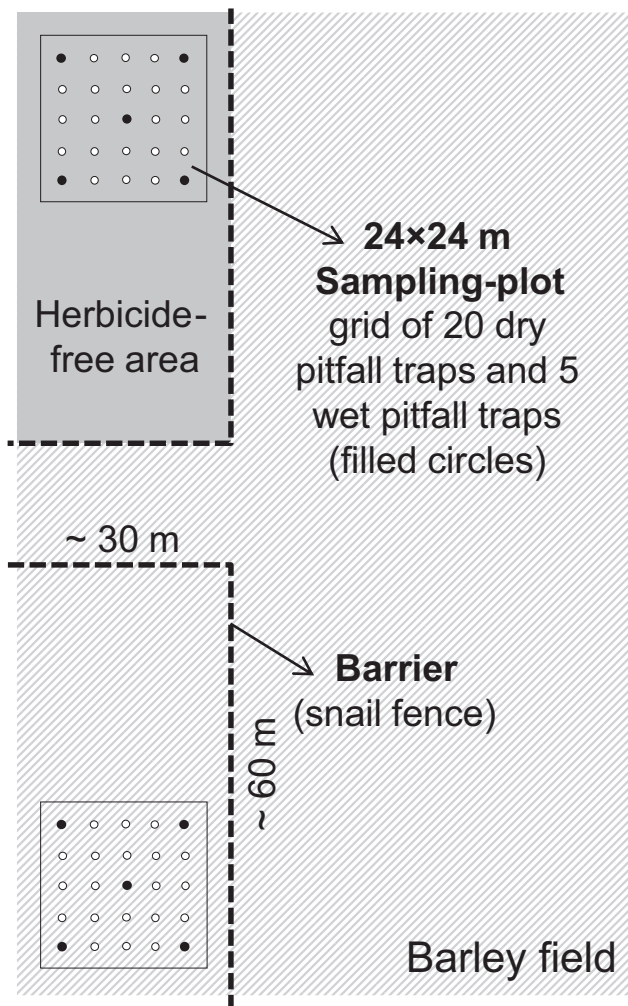 24×24 m
Sampling-plot
grid of 20 dry
pitfall traps and 5
wet pitfall traps
(filled circles)
Herbicide-
free area
~ 30 m
Barrier
(snail fence)
~ 60 m
Barley field